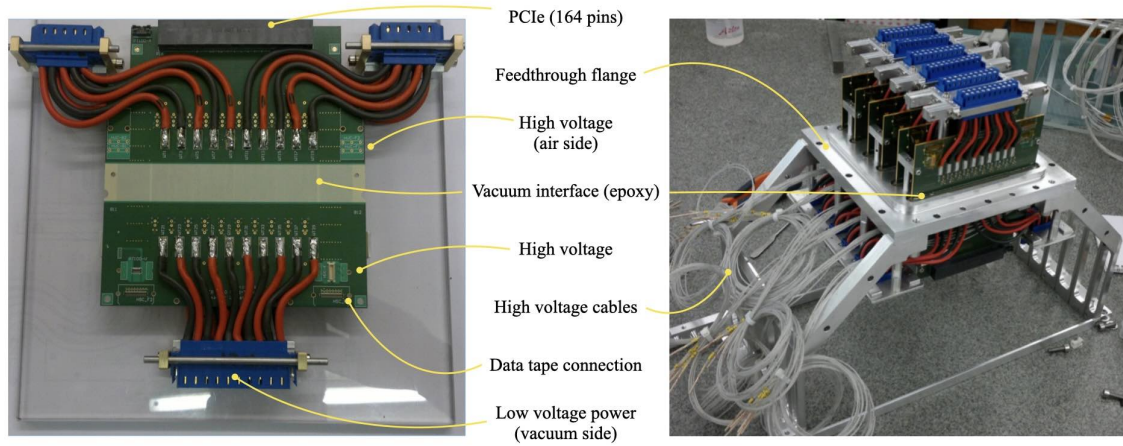 PCIe (164 pins)
Feedthrough flange
High voltage
(air side)
Vacuum interface (epoxy)
High voltage
High voltage cables
Data tape connection
Low voltage power
(vacuum side)